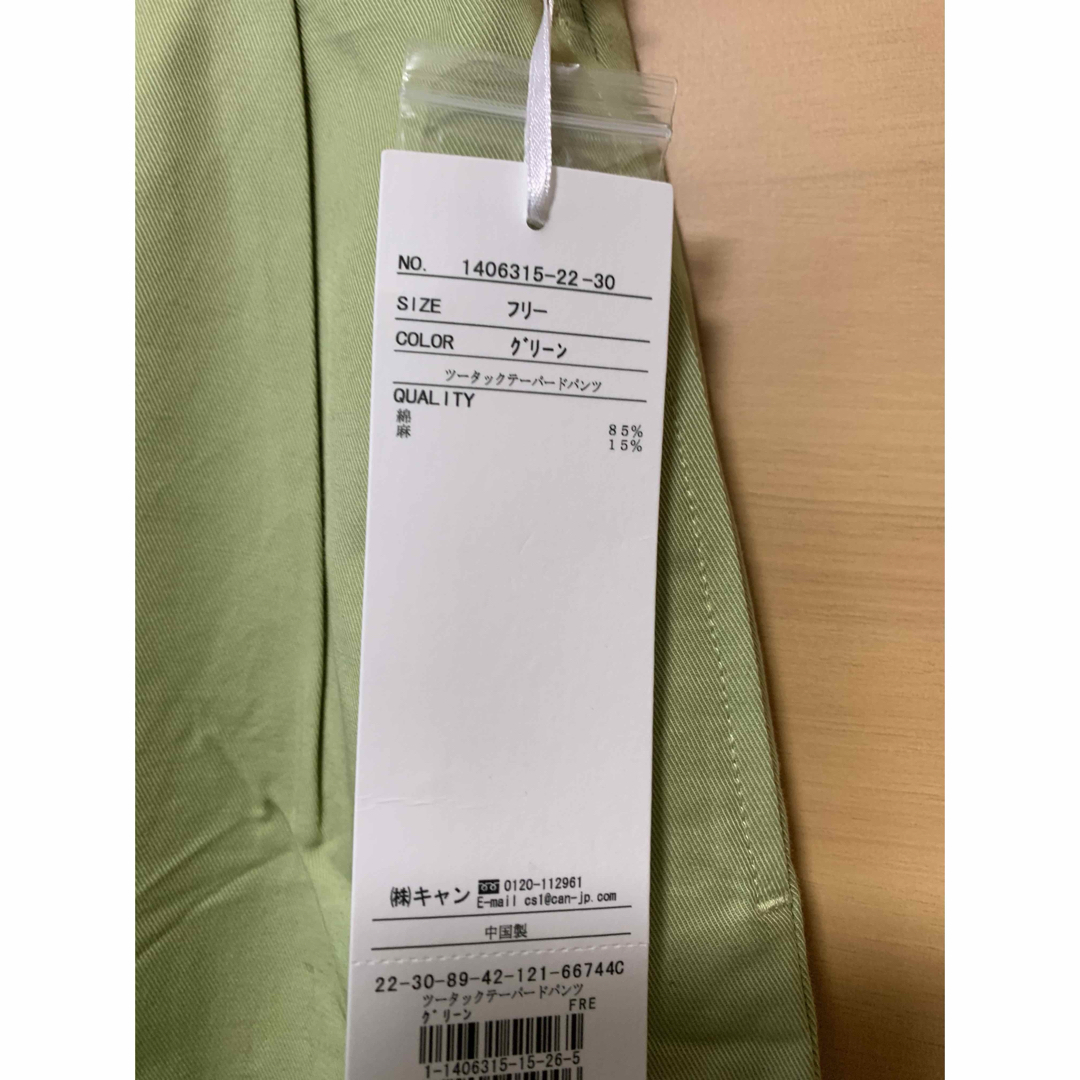 NO. 1406315-22-30
SIZE フリー
COLOR グリーン
ツータックテーパードパンツ
QUALITY
綿 85%
麻 15%
㈱キャン 0120-112961
E-mail cs1@can-jp.com
中国製
22-30-89-42-121-66744C
ツータックテーパードパンツ
グリーン FRE
1-1406315-15-26-5